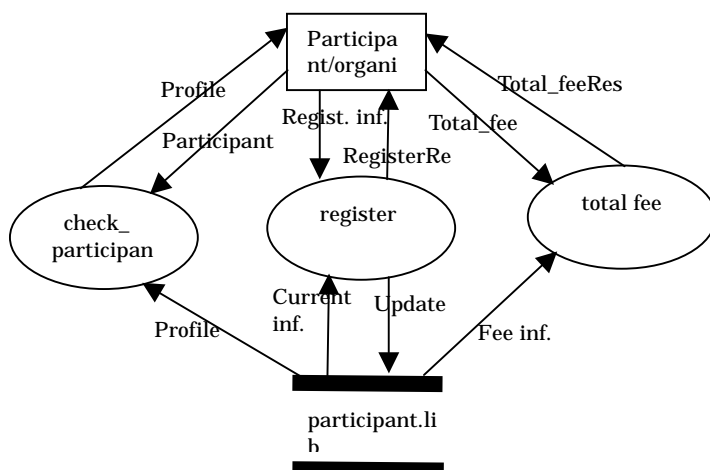 Participa
nt/organi
Profile
Total_feeRes
Participant
Regist. inf.
Total_fee
RegisterRe
check_
participan
register
total fee
Profile
Current
inf.
Update
Fee inf.
participant.li
b